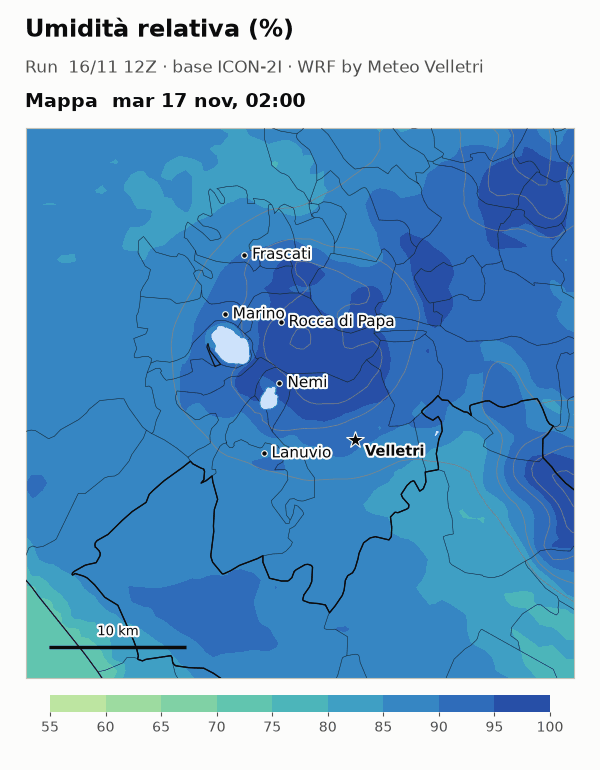 Umidità relativa (%)
Run  16/11 12Z · base ICON-2I · WRF by Meteo Velletri
Mappa  mar 17 nov, 02:00
Frascati
Marino
Rocca di Papa
Nemi
Velletri
Lanuvio
10 km
55 60 65 70 75 80 85 90 95 100